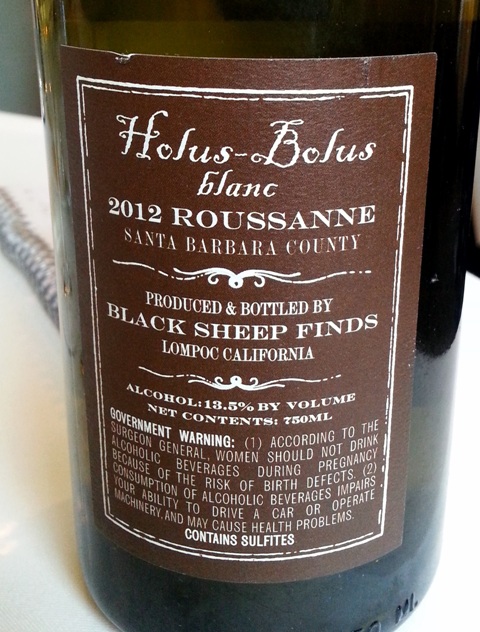 Holus-Bolus
blanc
2012 ROUSSANNE
SANTA BARBARA COUNTY
PRODUCED & BOTTLED BY
BLACK SHEEP FINDS
LOMPOC CALIFORNIA
ALCOHOL:13.5% BY VOLUME
NET CONTENTS: 750ML
GOVERNMENT WARNING: (1) ACCORDING TO THE
SURGEON GENERAL, WOMEN SHOULD NOT DRINK
ALCOHOLIC BEVERAGES DURING PREGNANCY
BECAUSE OF THE RISK OF BIRTH DEFECTS. (2)
CONSUMPTION OF ALCOHOLIC BEVERAGES IMPAIRS
YOUR ABILITY TO DRIVE A CAR OR OPERATE
MACHINERY, AND MAY CAUSE HEALTH PROBLEMS.
CONTAINS SULFITES